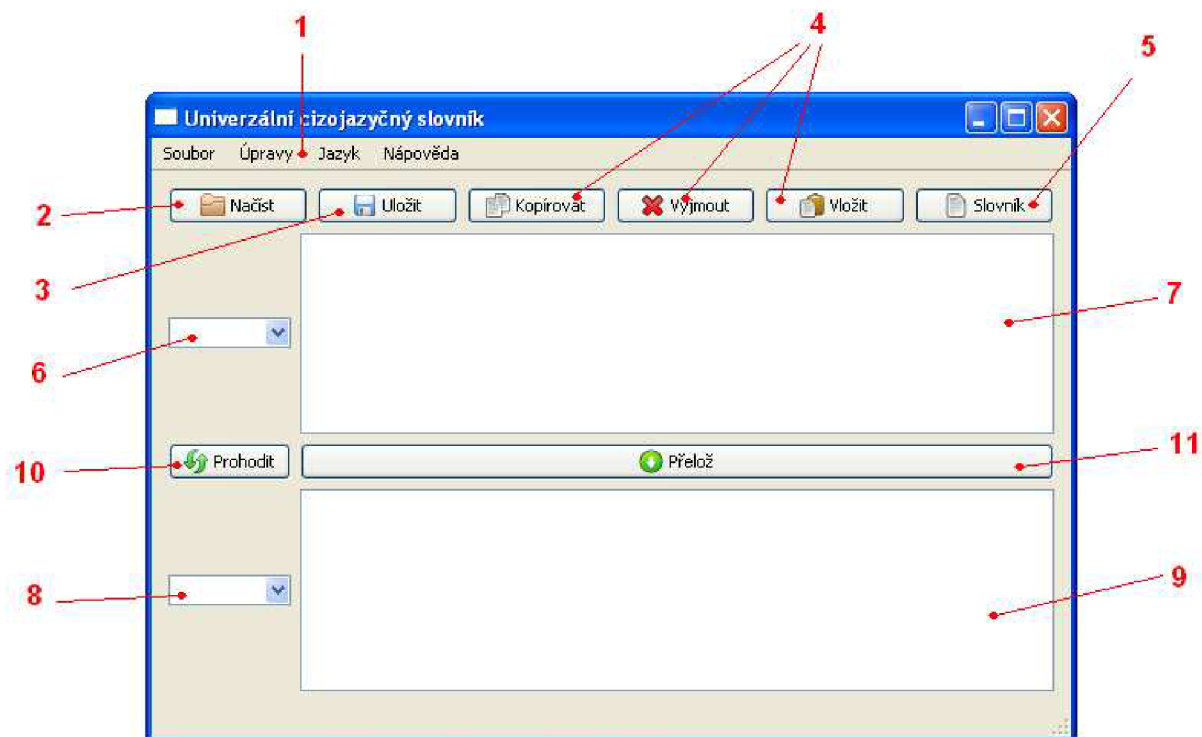 1
4
5
Univerzální cizojazyčný slovník
Soubor Úpravy Jazyk Nápověda
2
Načíst Uložit Kopírovat Vyjmout Vložit Slovník
3
7
6
10
Prohodit Přelož
11
8
9